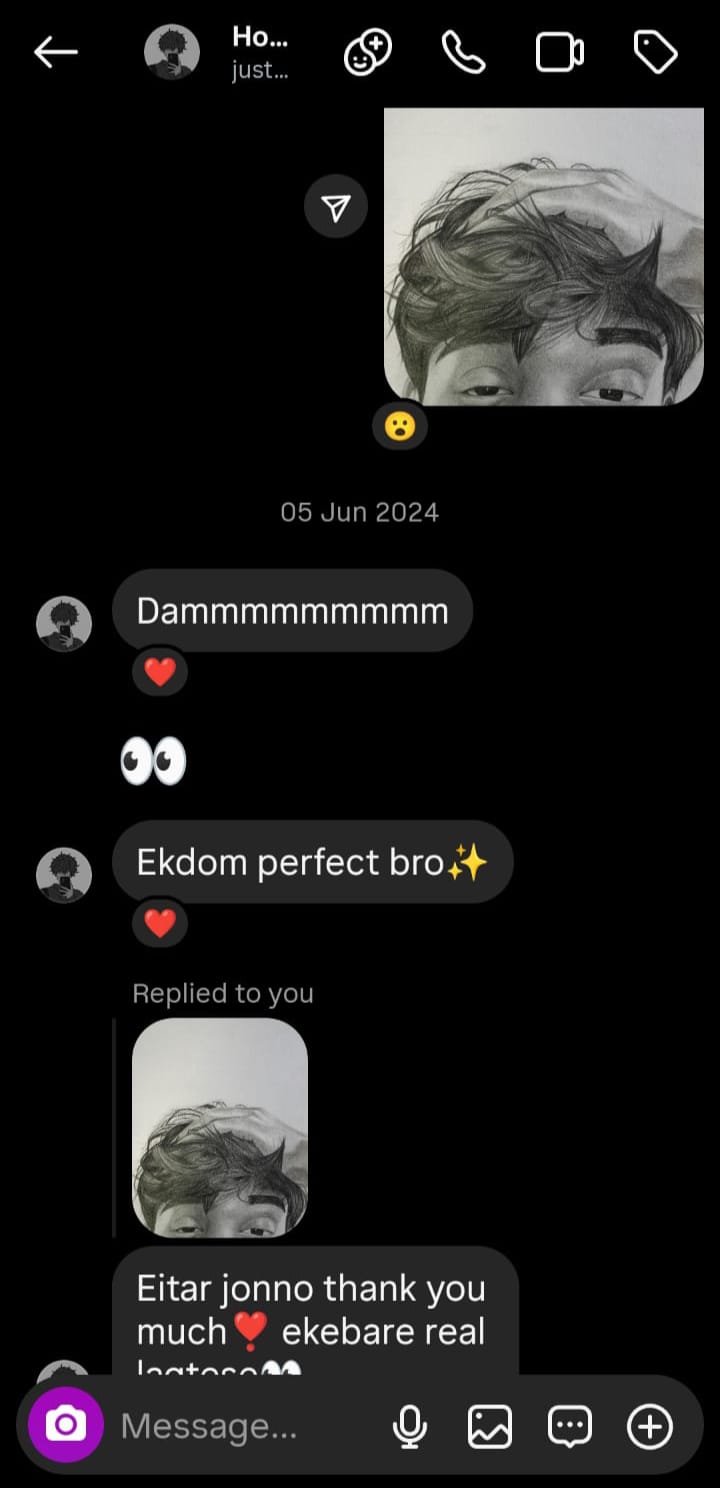 Ho...
just...
05 Jun 2024
Dammmmmmmmm
👀
Ekdom perfect bro✨
Replied to you
Eitar jonno thank you
much❣️ ekebare real
lagtese👀
Message...